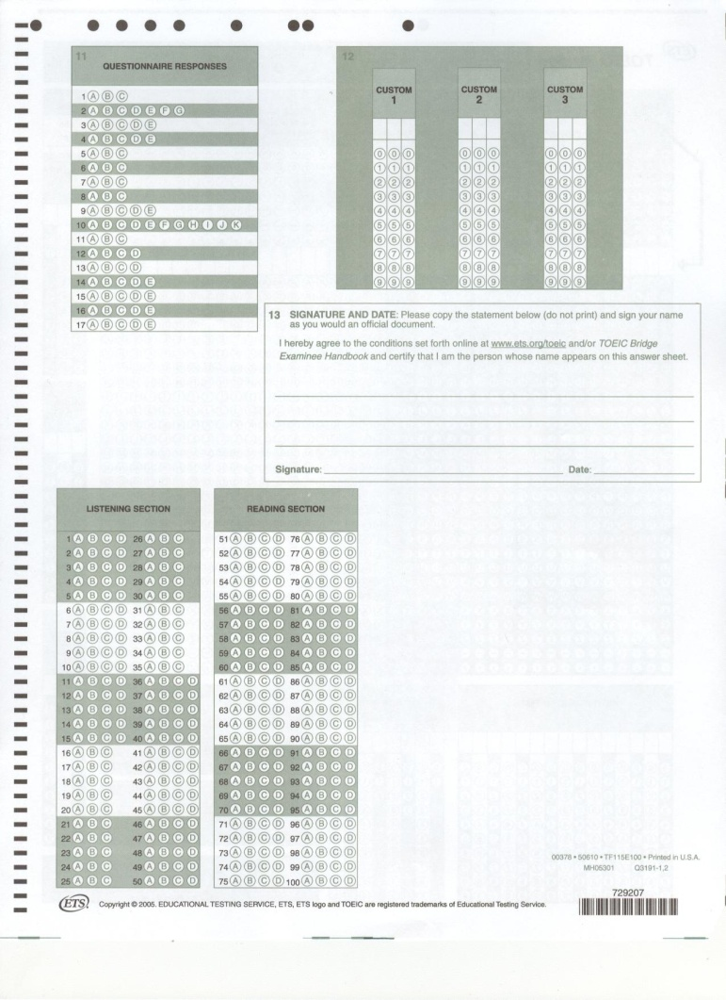 11
QUESTIONNAIRE RESPONSES
1 A B C
2 A B C D E F G
3 A B C D E
4 A B C D E
5 A B C
6 A B C
7 A B C
8 A B C
9 A B C D E
10 A B C D E F G H I J K
11 A B C
12 A B C D
13 A B C D
14 A B C D E
15 A B C D E
16 A B C D E
17 A B C D E
12
CUSTOM 1 CUSTOM 2 CUSTOM 3
0 0 0 0 0 0 0 0 0
1 1 1 1 1 1 1 1 1
2 2 2 2 2 2 2 2 2
3 3 3 3 3 3 3 3 3
4 4 4 4 4 4 4 4 4
5 5 5 5 5 5 5 5 5
6 6 6 6 6 6 6 6 6
7 7 7 7 7 7 7 7 7
8 8 8 8 8 8 8 8 8
9 9 9 9 9 9 9 9 9
13 SIGNATURE AND DATE: Please copy the statement below (do not print) and sign your name
as you would an official document.
I hereby agree to the conditions set forth online at www.ets.org/toeic and/or TOEIC Bridge
Examinee Handbook and certify that I am the person whose name appears on this answer sheet.
Signature: Date:
LISTENING SECTION
1 A B C D 26 A B C
2 A B C D 27 A B C
3 A B C D 28 A B C
4 A B C D 29 A B C
5 A B C D 30 A B C
6 A B C D 31 A B C
7 A B C D 32 A B C
8 A B C D 33 A B C
9 A B C D 34 A B C
10 A B C D 35 A B C
11 A B C D 36 A B C D
12 A B C D 37 A B C D
13 A B C D 38 A B C D
14 A B C D 39 A B C D
15 A B C D 40 A B C D
16 A B C 41 A B C D
17 A B C 42 A B C D
18 A B C 43 A B C D
19 A B C 44 A B C D
20 A B C 45 A B C D
21 A B C 46 A B C D
22 A B C 47 A B C D
23 A B C 48 A B C D
24 A B C 49 A B C D
25 A B C 50 A B C D
READING SECTION
51 A B C D 76 A B C D
52 A B C D 77 A B C D
53 A B C D 78 A B C D
54 A B C D 79 A B C D
55 A B C D 80 A B C D
56 A B C D 81 A B C D
57 A B C D 82 A B C D
58 A B C D 83 A B C D
59 A B C D 84 A B C D
60 A B C D 85 A B C D
61 A B C D 86 A B C D
62 A B C D 87 A B C D
63 A B C D 88 A B C D
64 A B C D 89 A B C D
65 A B C D 90 A B C D
66 A B C D 91 A B C D
67 A B C D 92 A B C D
68 A B C D 93 A B C D
69 A B C D 94 A B C D
70 A B C D 95 A B C D
71 A B C D 96 A B C D
72 A B C D 97 A B C D
73 A B C D 98 A B C D
74 A B C D 99 A B C D
75 A B C D 100 A B C D
00378 • 50610 • TF115E100 • Printed in U.S.A.
MH05301 Q3191-1,2
729207
ETS Copyright © 2005. EDUCATIONAL TESTING SERVICE, ETS, ETS logo and TOEIC are registered trademarks of Educational Testing Service.